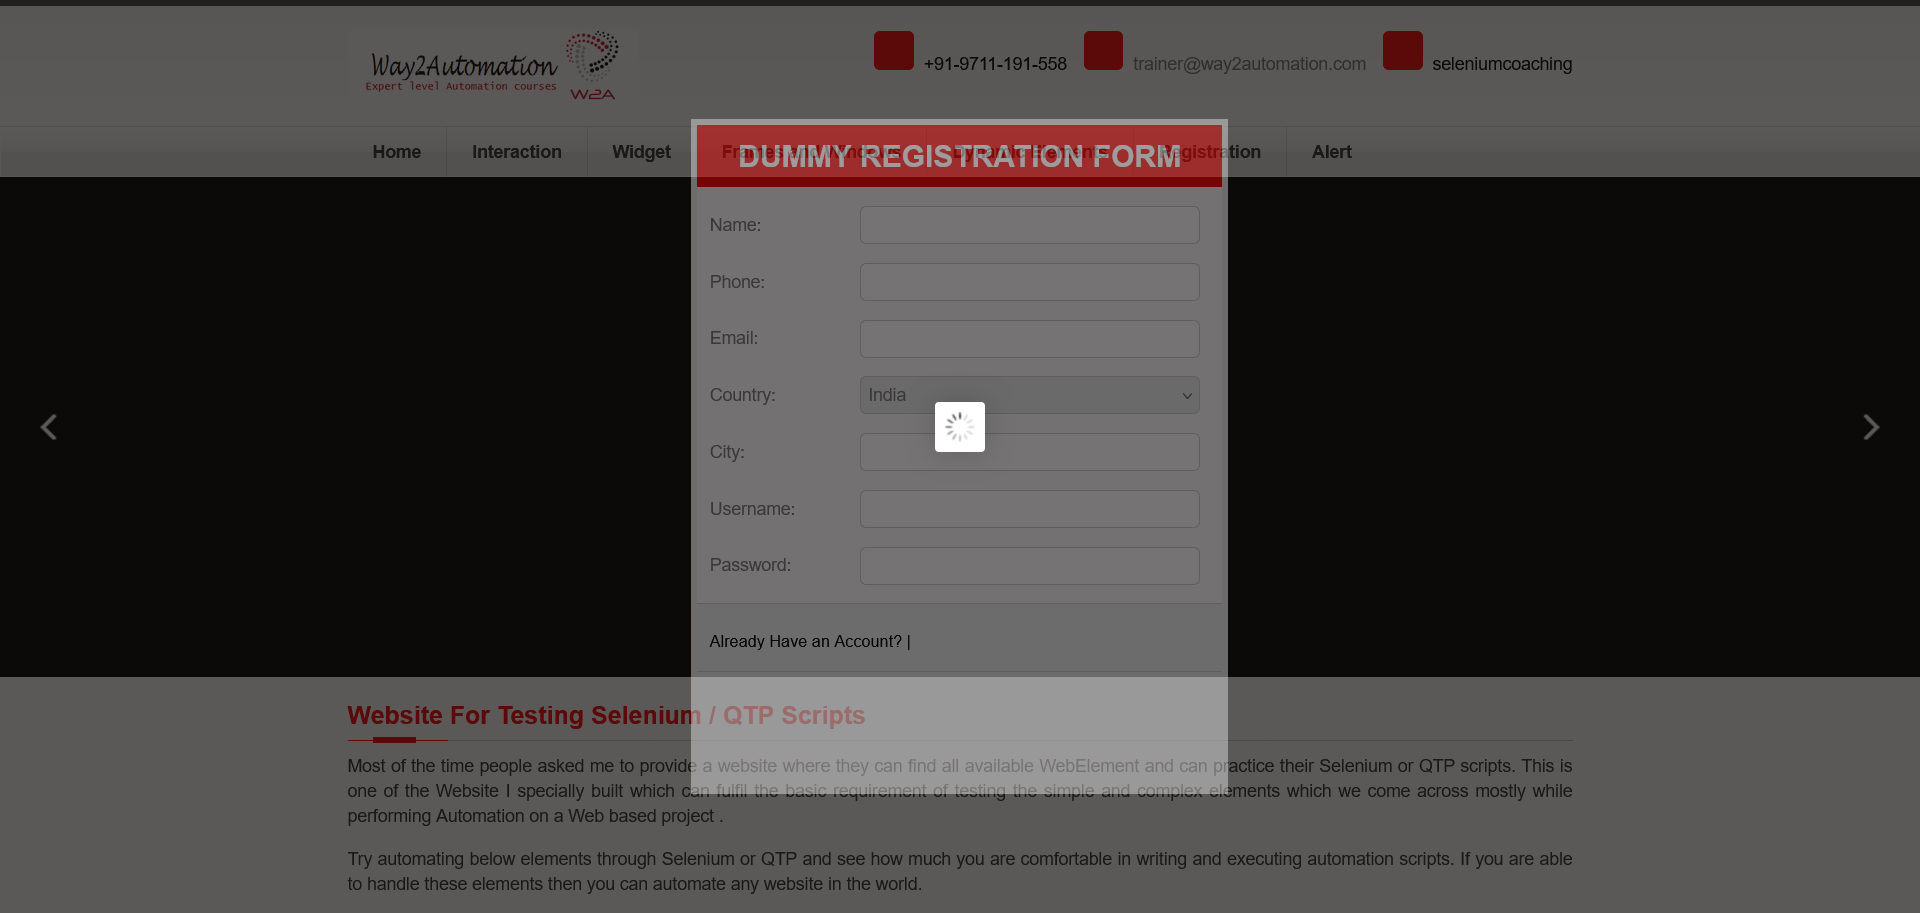 Way2Automation
Expert level Automation courses
W2A
+91-9711-191-558
trainer@way2automation.com
seleniumcoaching
Home
Interaction
Widget
Frames and Windows
Dynamic Elements
Registration
Alert
DUMMY REGISTRATION FORM
Name:
Phone:
Email:
Country:
India
City:
Username:
Password:
Already Have an Account? |
Website For Testing Selenium / QTP Scripts
Most of the time people asked me to provide a website where they can find all available WebElement and can practice their Selenium or QTP scripts. This is
one of the Website I specially built which can fulfil the basic requirement of testing the simple and complex elements which we come across mostly while
performing Automation on a Web based project .
Try automating below elements through Selenium or QTP and see how much you are comfortable in writing and executing automation scripts. If you are able
to handle these elements then you can automate any website in the world.